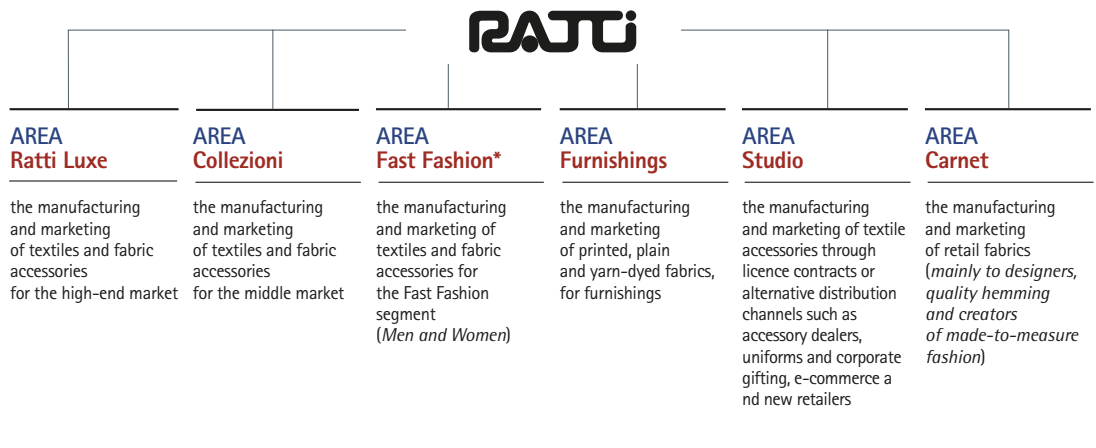 RATTi
AREA
Ratti Luxe
the manufacturing
and marketing
of textiles and fabric
accessories
for the high-end market
AREA
Collezioni
the manufacturing
and marketing
of textiles and fabric
accessories
for the middle market
AREA
Fast Fashion*
the manufacturing
and marketing of
textiles and fabric
accessories for
the Fast Fashion
segment
(Men and Women)
AREA
Furnishings
the manufacturing
and marketing
of printed, plain
and yarn-dyed fabrics,
for furnishings
AREA
Studio
the manufacturing
and marketing of textile
accessories through
licence contracts or
alternative distribution
channels such as
accessory dealers,
uniforms and corporate
gifting, e-commerce a
nd new retailers
AREA
Carnet
the manufacturing
and marketing
of retail fabrics
(mainly to designers,
quality hemming
and creators
of made-to-measure
fashion)